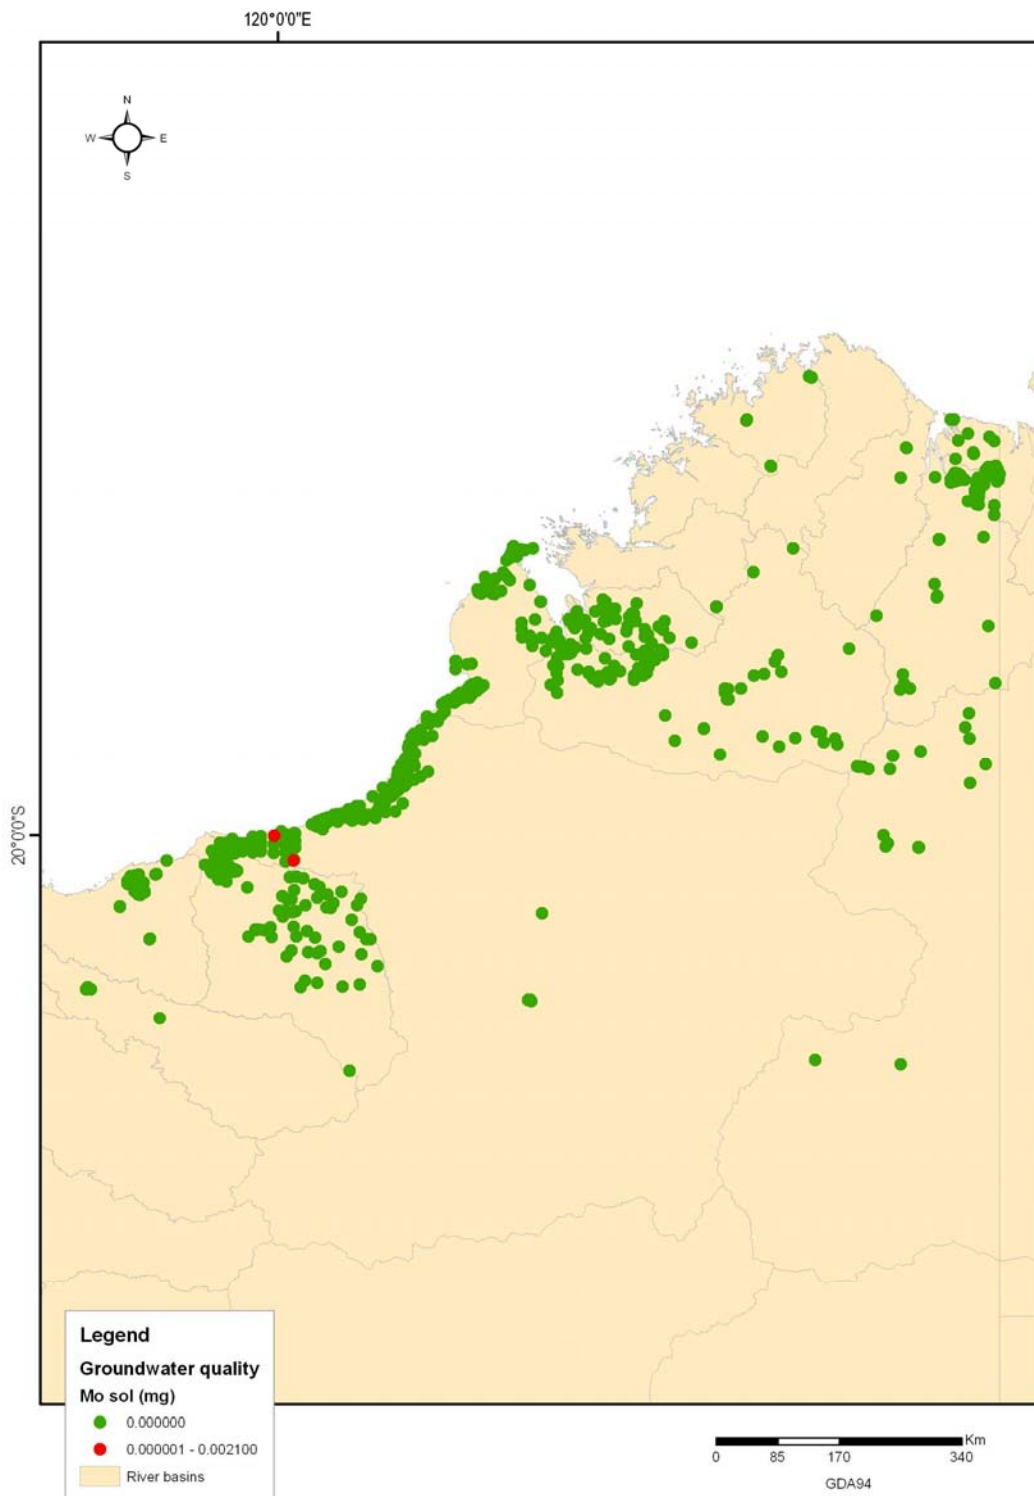 120°0'0"E
N
W E
S
20°0'0"S
Legend
Groundwater quality
Mo sol (mg)
0.000000
0.000001 - 0.002100
River basins
Km
0 85 170 340
GDA94